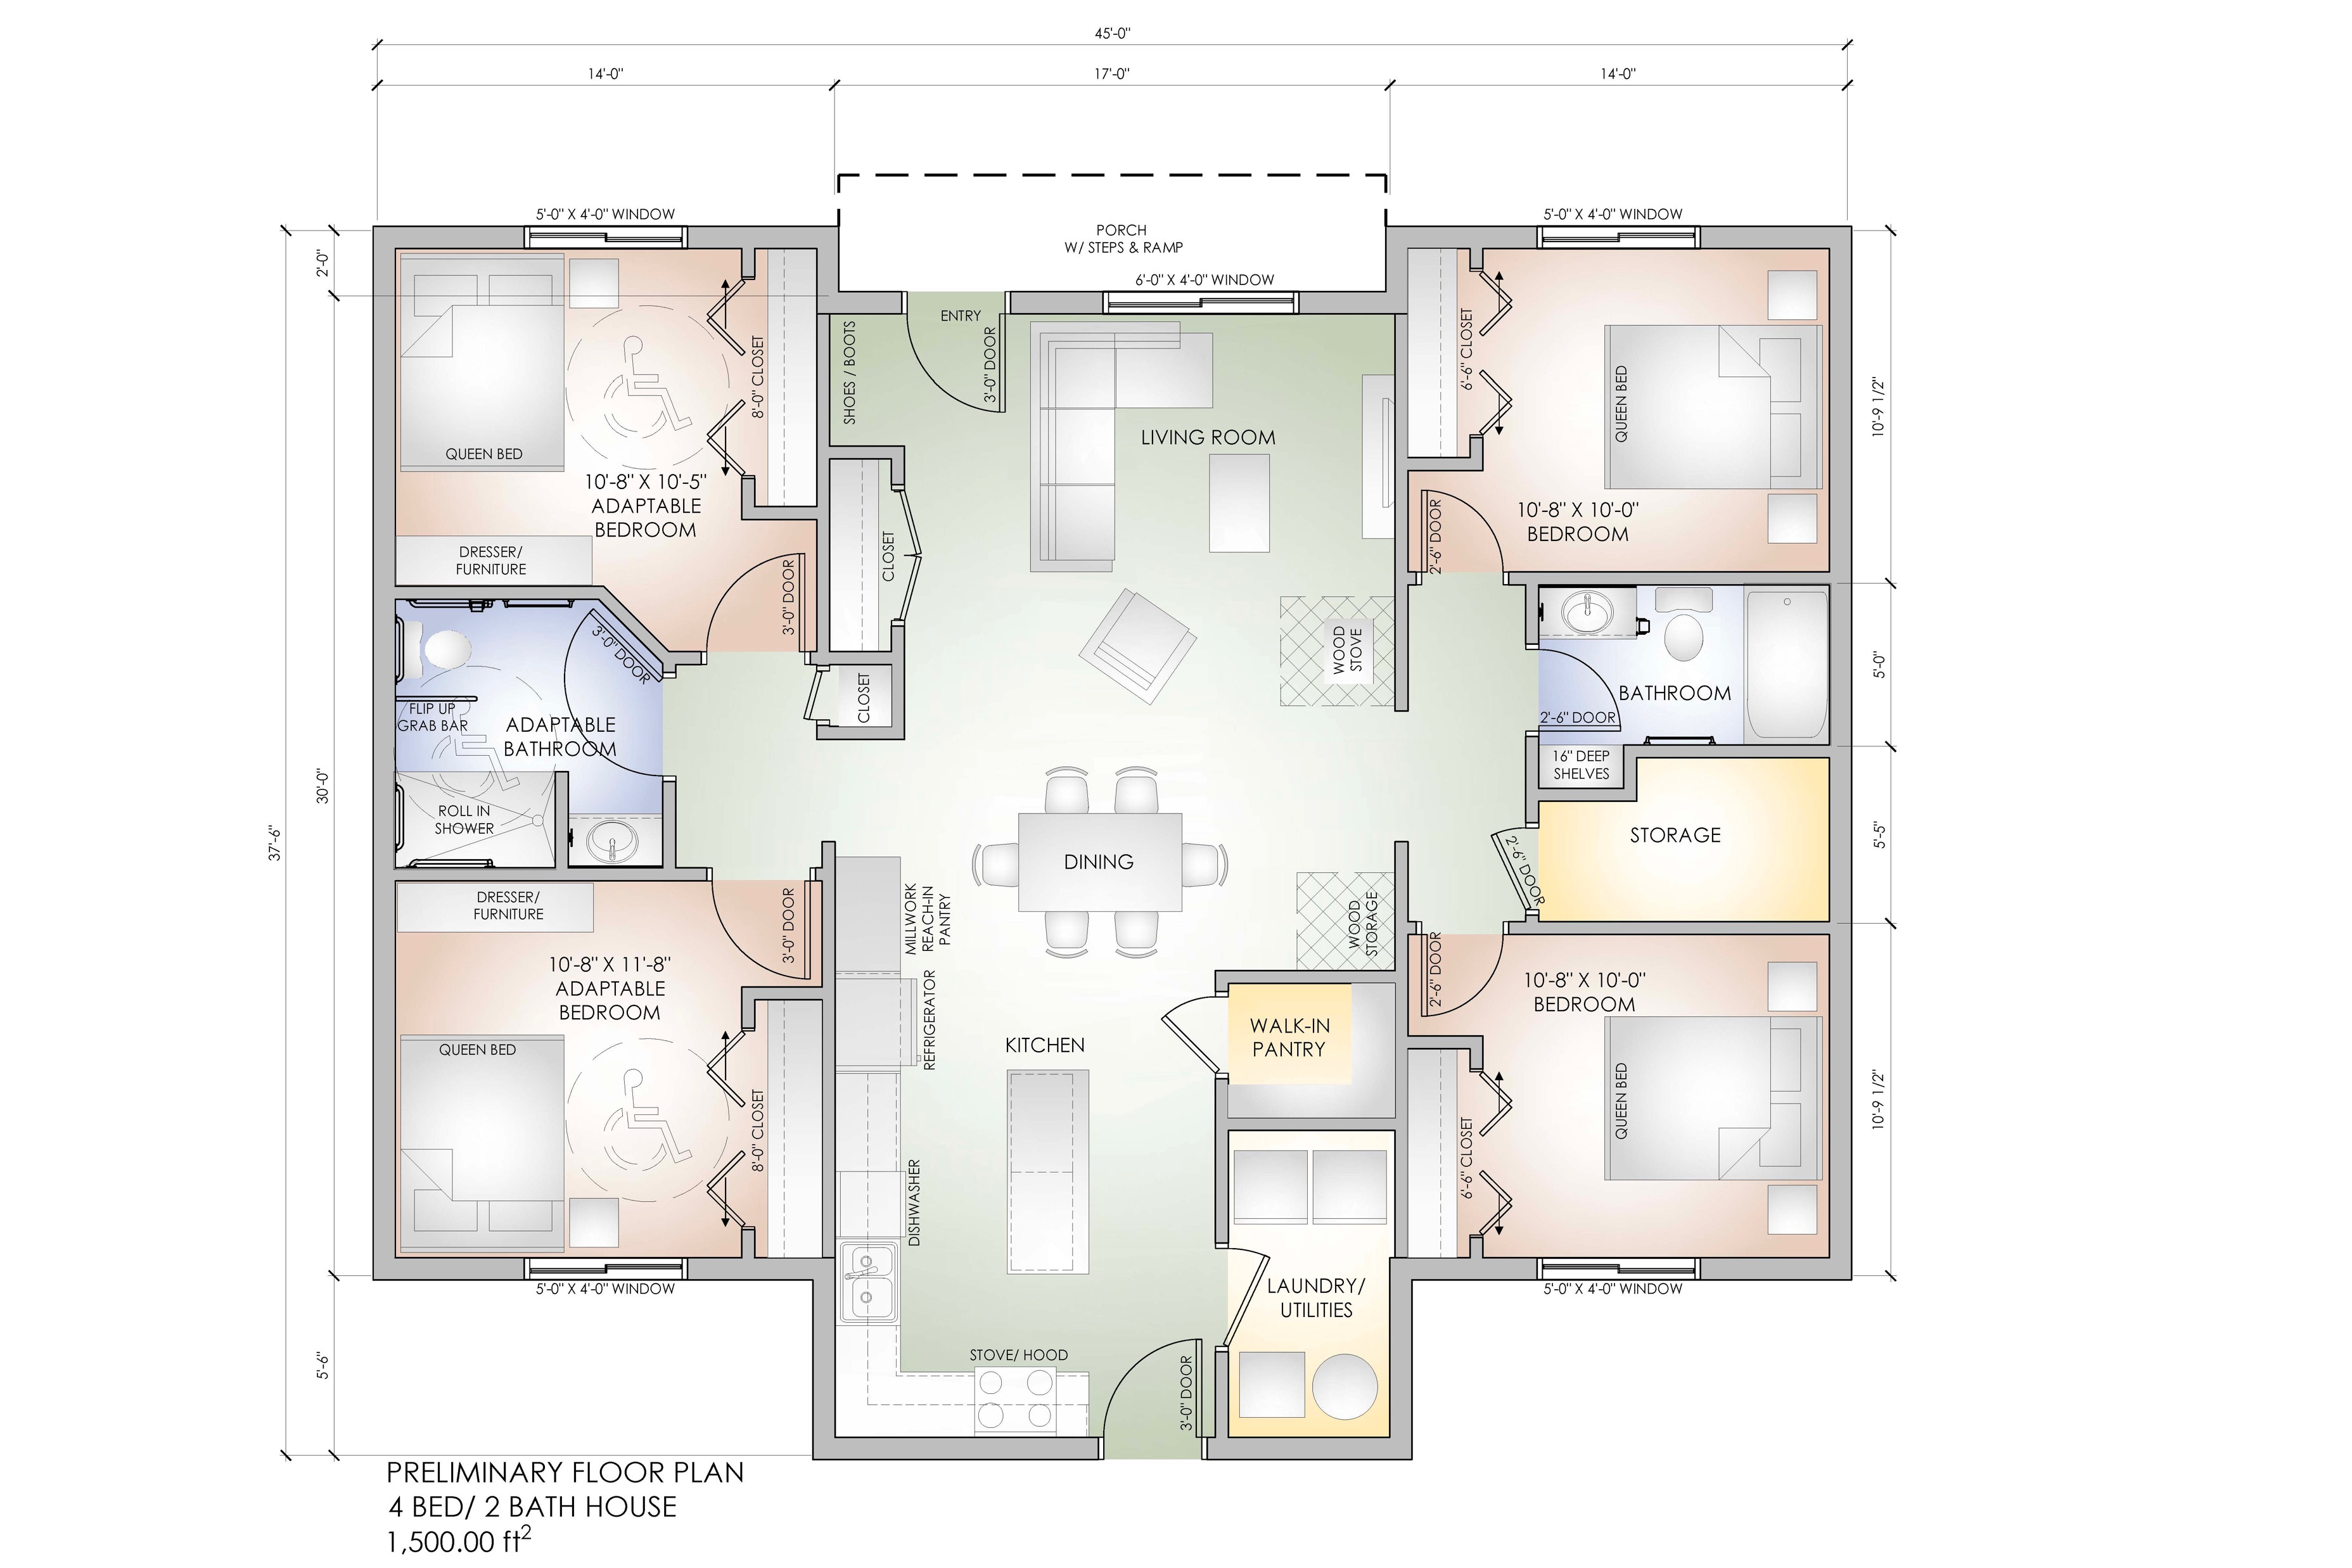 45'-0"
14'-0"
17'-0"
14'-0"
5'-0" X 4'-0" WINDOW
PORCH
W/ STEPS & RAMP
6'-0" X 4'-0" WINDOW
5'-0" X 4'-0" WINDOW
2'-0"
30'-0"
37'-6"
5'-6"
QUEEN BED
8'-0" CLOSET
10'-8" X 10'-5"
ADAPTABLE
BEDROOM
DRESSER/
FURNITURE
3'-0" DOOR
SHOES / BOOTS
ENTRY
3'-0" DOOR
CLOSET
CLOSET
LIVING ROOM
WOOD
STOVE
6'-6" CLOSET
QUEEN BED
10'-8" X 10'-0"
BEDROOM
2'-6" DOOR
10'-9 1/2"
3'-0" DOOR
FLIP UP
GRAB BAR
ADAPTABLE
BATHROOM
ROLL IN
SHOWER
BATHROOM
2'-6" DOOR
16" DEEP
SHELVES
5'-0"
STORAGE
2'-6" DOOR
5'-5"
DINING
WOOD
STORAGE
DRESSER/
FURNITURE
3'-0" DOOR
10'-8" X 11'-8"
ADAPTABLE
BEDROOM
QUEEN BED
8'-0" CLOSET
5'-0" X 4'-0" WINDOW
MILLWORK
REACH-IN
PANTRY
REFRIGERATOR
KITCHEN
DISHWASHER
STOVE/ HOOD
3'-0" DOOR
WALK-IN
PANTRY
LAUNDRY/
UTILITIES
2'-6" DOOR
10'-8" X 10'-0"
BEDROOM
QUEEN BED
6'-6" CLOSET
10'-9 1/2"
5'-0" X 4'-0" WINDOW
PRELIMINARY FLOOR PLAN
4 BED/ 2 BATH HOUSE
1,500.00 ft²